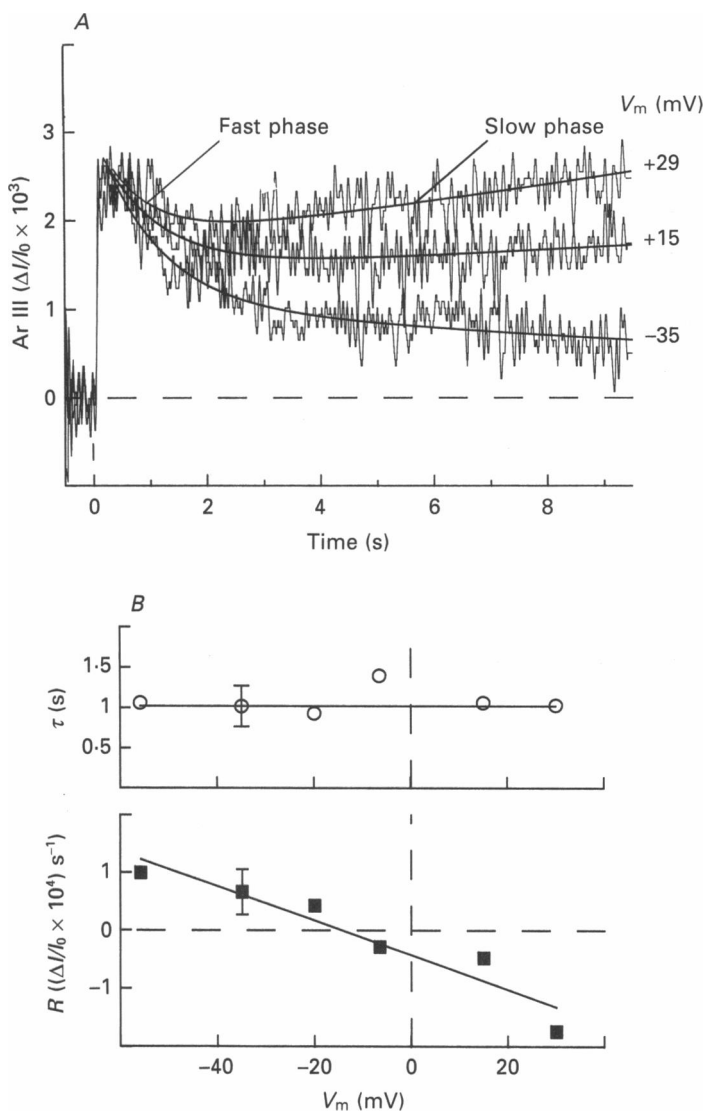 A
Ar III (ΔI/I₀ × 10³)
3
2
1
0
Fast phase
Slow phase
Vₘ (mV)
+29
+15
−35
0
2
4
6
8
Time (s)
B
τ (s)
1·5
1
0·5
R ((ΔI/I₀ × 10⁴) s⁻¹)
1
0
−1
−40
−20
0
20
Vₘ (mV)